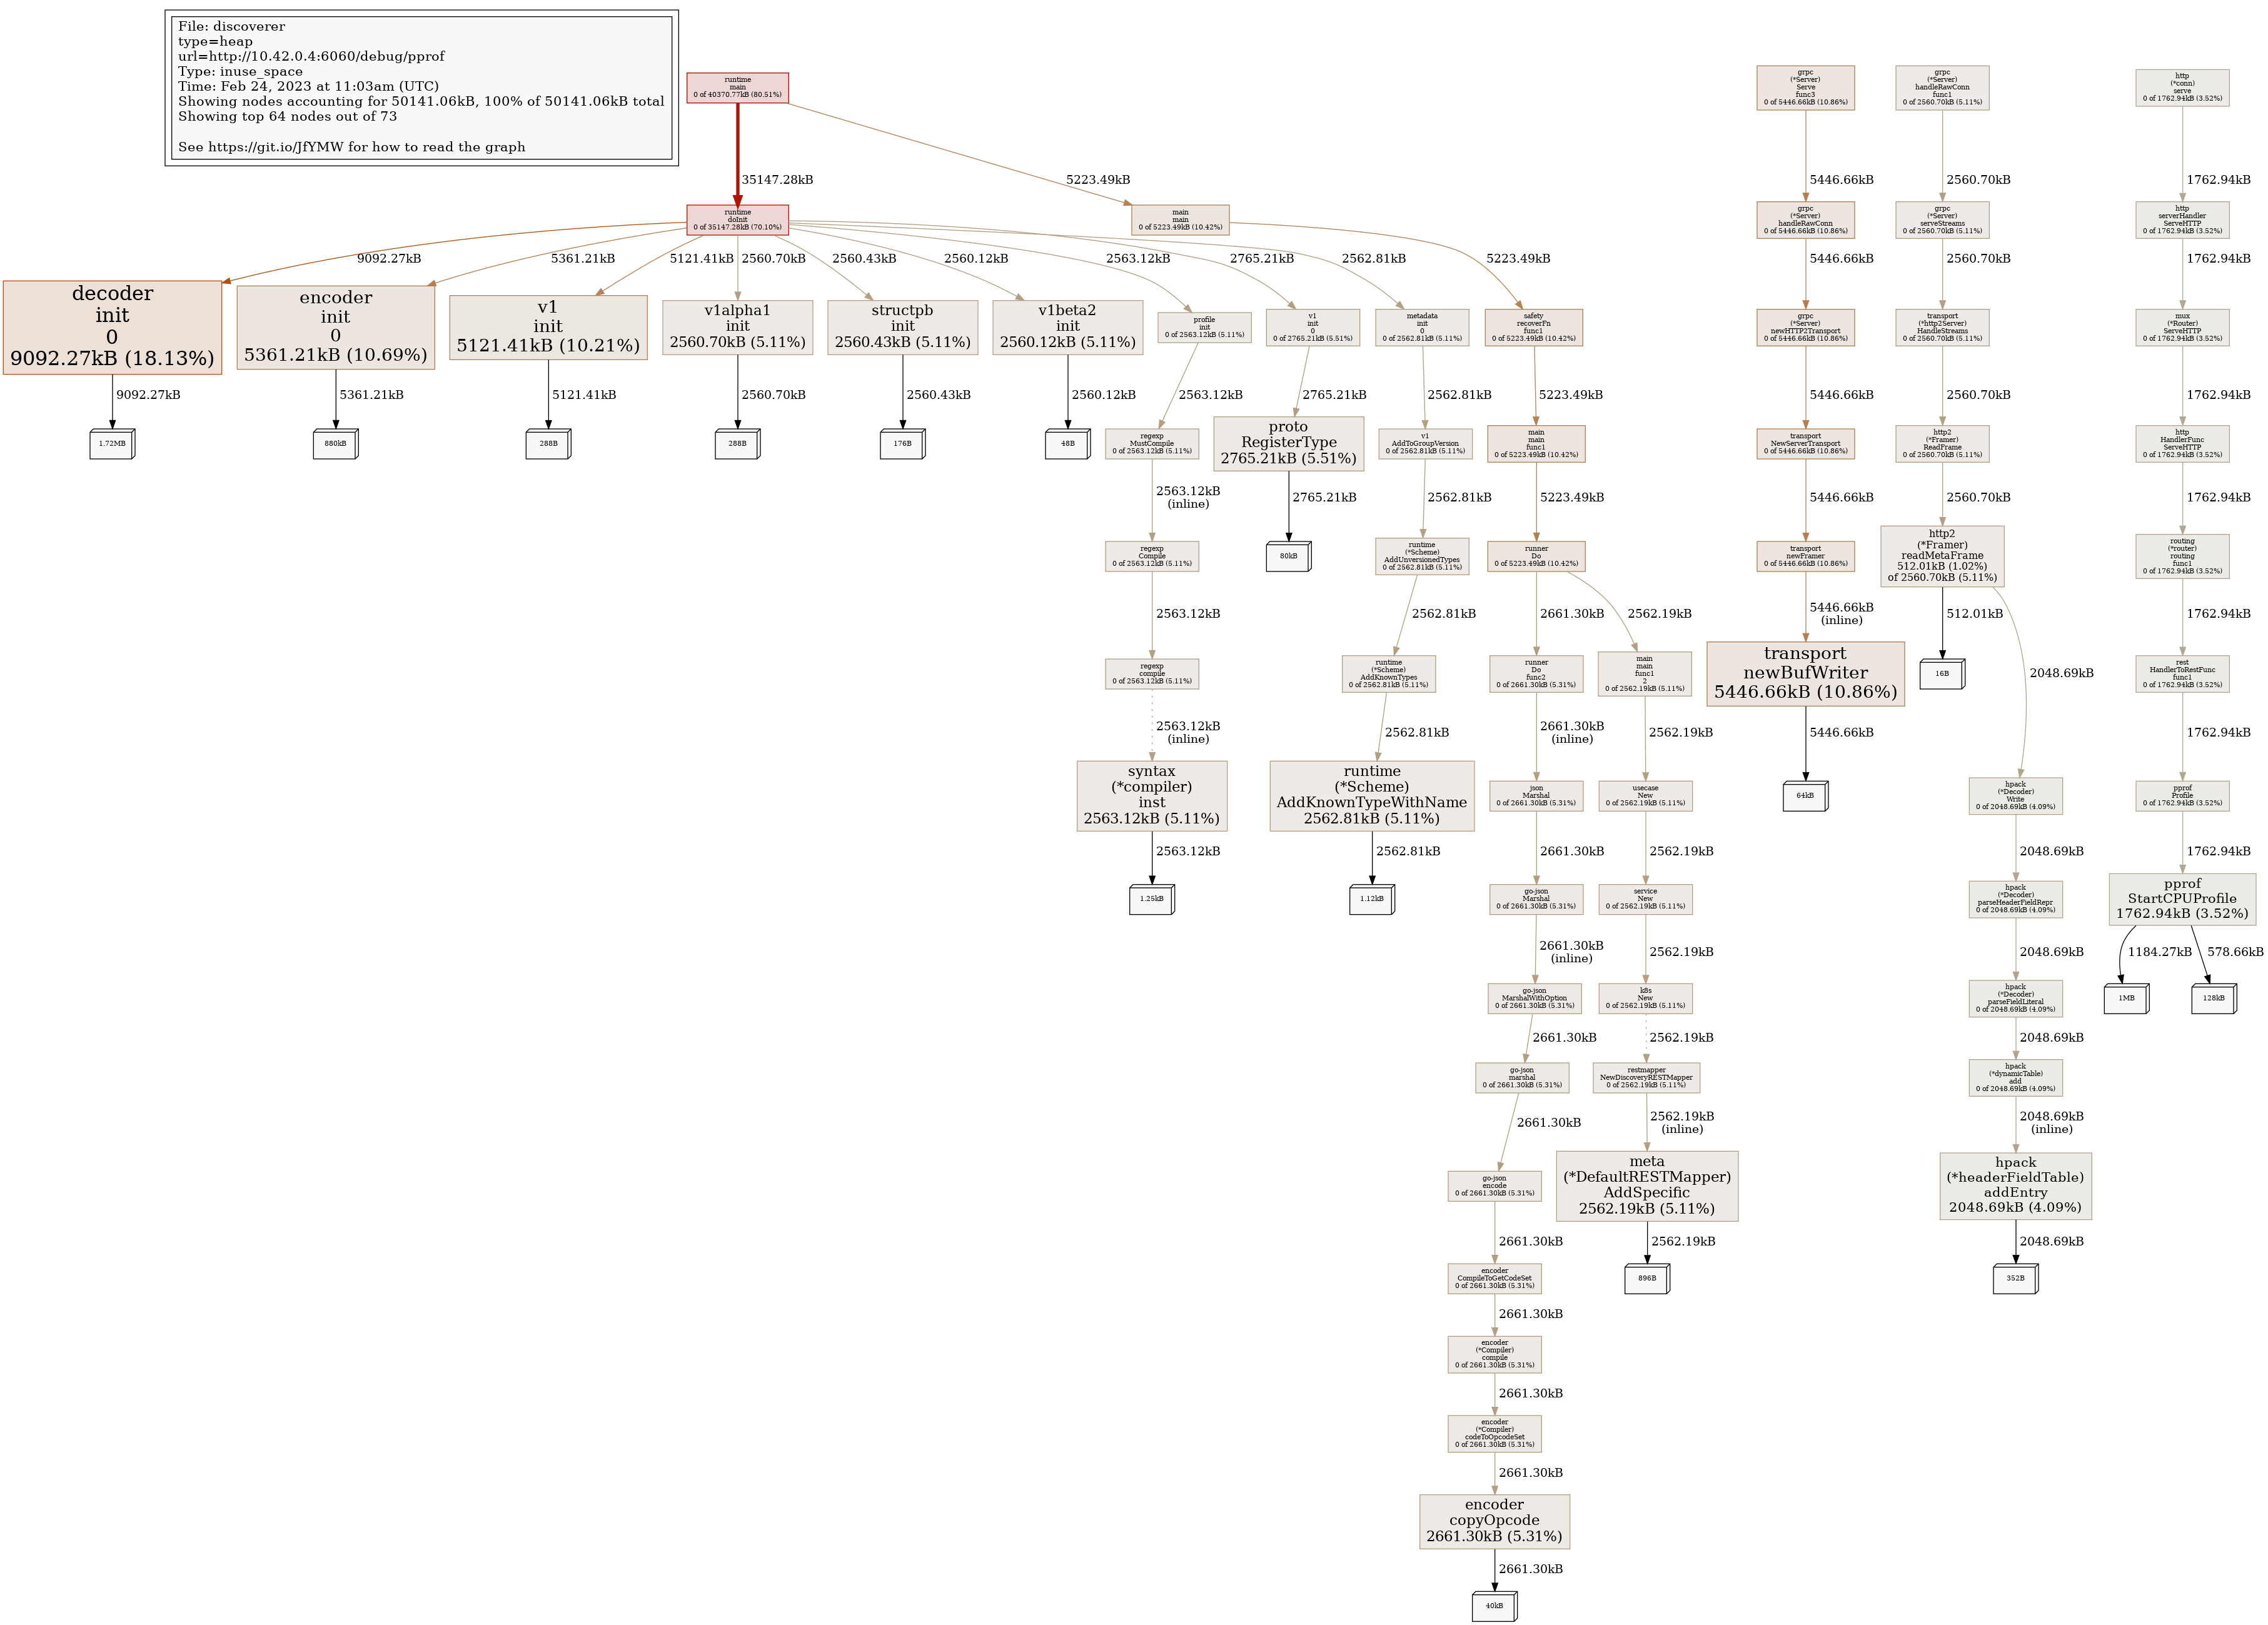 File: discoverer
type=heap
url=http://10.42.0.4:6060/debug/pprof
Type: inuse_space
Time: Feb 24, 2023 at 11:03am (UTC)
Showing nodes accounting for 50141.06kB, 100% of 50141.06kB total
Showing top 64 nodes out of 73
See https://git.io/JfYMW for how to read the graph
runtime
main
0 of 40370.77kB (80.51%)
35147.28kB
5223.49kB
runtime
doInit
0 of 35147.28kB (70.10%)
main
main
0 of 5223.49kB (10.42%)
9092.27kB
5361.21kB
5121.41kB
2560.70kB
2560.43kB
2560.12kB
2563.12kB
2765.21kB
2562.81kB
5223.49kB
decoder
init
0
9092.27kB (18.13%)
9092.27kB
1.72MB
encoder
init
0
5361.21kB (10.69%)
5361.21kB
880kB
v1
init
5121.41kB (10.21%)
5121.41kB
288B
v1alpha1
init
2560.70kB (5.11%)
2560.70kB
288B
structpb
init
2560.43kB (5.11%)
2560.43kB
176B
v1beta2
init
2560.12kB (5.11%)
2560.12kB
48B
profile
init
0 of 2563.12kB (5.11%)
2563.12kB
regexp
MustCompile
0 of 2563.12kB (5.11%)
2563.12kB
(inline)
regexp
Compile
0 of 2563.12kB (5.11%)
2563.12kB
regexp
compile
0 of 2563.12kB (5.11%)
2563.12kB
(inline)
syntax
(*compiler)
inst
2563.12kB (5.11%)
2563.12kB
1.25kB
v1
init
0
0 of 2765.21kB (5.51%)
2765.21kB
proto
RegisterType
2765.21kB (5.51%)
2765.21kB
80kB
metadata
init
0
0 of 2562.81kB (5.11%)
2562.81kB
v1
AddToGroupVersion
0 of 2562.81kB (5.11%)
2562.81kB
runtime
(*Scheme)
AddUnversionedTypes
0 of 2562.81kB (5.11%)
2562.81kB
runtime
(*Scheme)
AddKnownTypes
0 of 2562.81kB (5.11%)
2562.81kB
runtime
(*Scheme)
AddKnownTypeWithName
2562.81kB (5.11%)
2562.81kB
1.12kB
safety
recoverFn
func1
0 of 5223.49kB (10.42%)
5223.49kB
main
main
func1
0 of 5223.49kB (10.42%)
5223.49kB
runner
Do
0 of 5223.49kB (10.42%)
2661.30kB
2562.19kB
runner
Do
func2
0 of 2661.30kB (5.31%)
2661.30kB
(inline)
json
Marshal
0 of 2661.30kB (5.31%)
2661.30kB
go-json
Marshal
0 of 2661.30kB (5.31%)
2661.30kB
(inline)
go-json
MarshalWithOption
0 of 2661.30kB (5.31%)
2661.30kB
go-json
marshal
0 of 2661.30kB (5.31%)
2661.30kB
go-json
encode
0 of 2661.30kB (5.31%)
2661.30kB
encoder
CompileToGetCodeSet
0 of 2661.30kB (5.31%)
2661.30kB
encoder
(*Compiler)
compile
0 of 2661.30kB (5.31%)
2661.30kB
encoder
(*Compiler)
codeToOpcodeSet
0 of 2661.30kB (5.31%)
2661.30kB
encoder
copyOpcode
2661.30kB (5.31%)
2661.30kB
40kB
main
main
func1
2
0 of 2562.19kB (5.11%)
2562.19kB
usecase
New
0 of 2562.19kB (5.11%)
2562.19kB
service
New
0 of 2562.19kB (5.11%)
2562.19kB
k8s
New
0 of 2562.19kB (5.11%)
2562.19kB
restmapper
NewDiscoveryRESTMapper
0 of 2562.19kB (5.11%)
2562.19kB
(inline)
meta
(*DefaultRESTMapper)
AddSpecific
2562.19kB (5.11%)
2562.19kB
896B
grpc
(*Server)
Serve
func3
0 of 5446.66kB (10.86%)
5446.66kB
grpc
(*Server)
handleRawConn
0 of 5446.66kB (10.86%)
5446.66kB
grpc
(*Server)
newHTTP2Transport
0 of 5446.66kB (10.86%)
5446.66kB
transport
NewServerTransport
0 of 5446.66kB (10.86%)
5446.66kB
transport
newFramer
0 of 5446.66kB (10.86%)
5446.66kB
(inline)
transport
newBufWriter
5446.66kB (10.86%)
5446.66kB
64kB
grpc
(*Server)
handleRawConn
func1
0 of 2560.70kB (5.11%)
2560.70kB
grpc
(*Server)
serveStreams
0 of 2560.70kB (5.11%)
2560.70kB
transport
(*http2Server)
HandleStreams
0 of 2560.70kB (5.11%)
2560.70kB
http2
(*Framer)
ReadFrame
0 of 2560.70kB (5.11%)
2560.70kB
http2
(*Framer)
readMetaFrame
512.01kB (1.02%)
of 2560.70kB (5.11%)
512.01kB
16B
2048.69kB
hpack
(*Decoder)
Write
0 of 2048.69kB (4.09%)
2048.69kB
hpack
(*Decoder)
parseHeaderFieldRepr
0 of 2048.69kB (4.09%)
2048.69kB
hpack
(*Decoder)
parseFieldLiteral
0 of 2048.69kB (4.09%)
2048.69kB
hpack
(*dynamicTable)
add
0 of 2048.69kB (4.09%)
2048.69kB
(inline)
hpack
(*headerFieldTable)
addEntry
2048.69kB (4.09%)
2048.69kB
352B
http
(*conn)
serve
0 of 1762.94kB (3.52%)
1762.94kB
http
serverHandler
ServeHTTP
0 of 1762.94kB (3.52%)
1762.94kB
mux
(*Router)
ServeHTTP
0 of 1762.94kB (3.52%)
1762.94kB
http
HandlerFunc
ServeHTTP
0 of 1762.94kB (3.52%)
1762.94kB
routing
(*router)
routing
func1
0 of 1762.94kB (3.52%)
1762.94kB
rest
HandlerToRestFunc
func1
0 of 1762.94kB (3.52%)
1762.94kB
pprof
Profile
0 of 1762.94kB (3.52%)
1762.94kB
pprof
StartCPUProfile
1762.94kB (3.52%)
1184.27kB
578.66kB
1MB
128kB